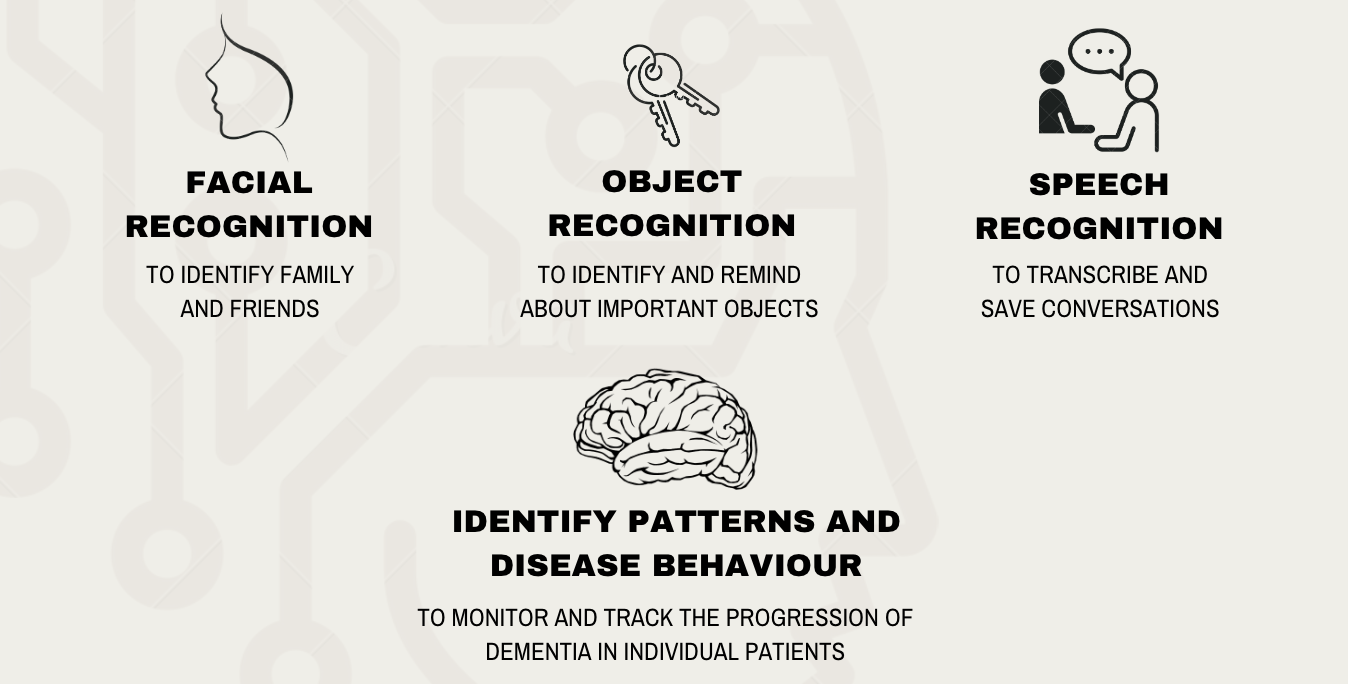 FACIAL
RECOGNITION
TO IDENTIFY FAMILY
AND FRIENDS
OBJECT
RECOGNITION
TO IDENTIFY AND REMIND
ABOUT IMPORTANT OBJECTS
SPEECH
RECOGNITION
TO TRANSCRIBE AND
SAVE CONVERSATIONS
IDENTIFY PATTERNS AND
DISEASE BEHAVIOUR
TO MONITOR AND TRACK THE PROGRESSION OF
DEMENTIA IN INDIVIDUAL PATIENTS